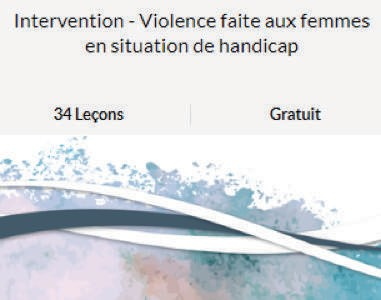 Intervention - Violence faite aux femmes
en situation de handicap
34 Leçons
Gratuit